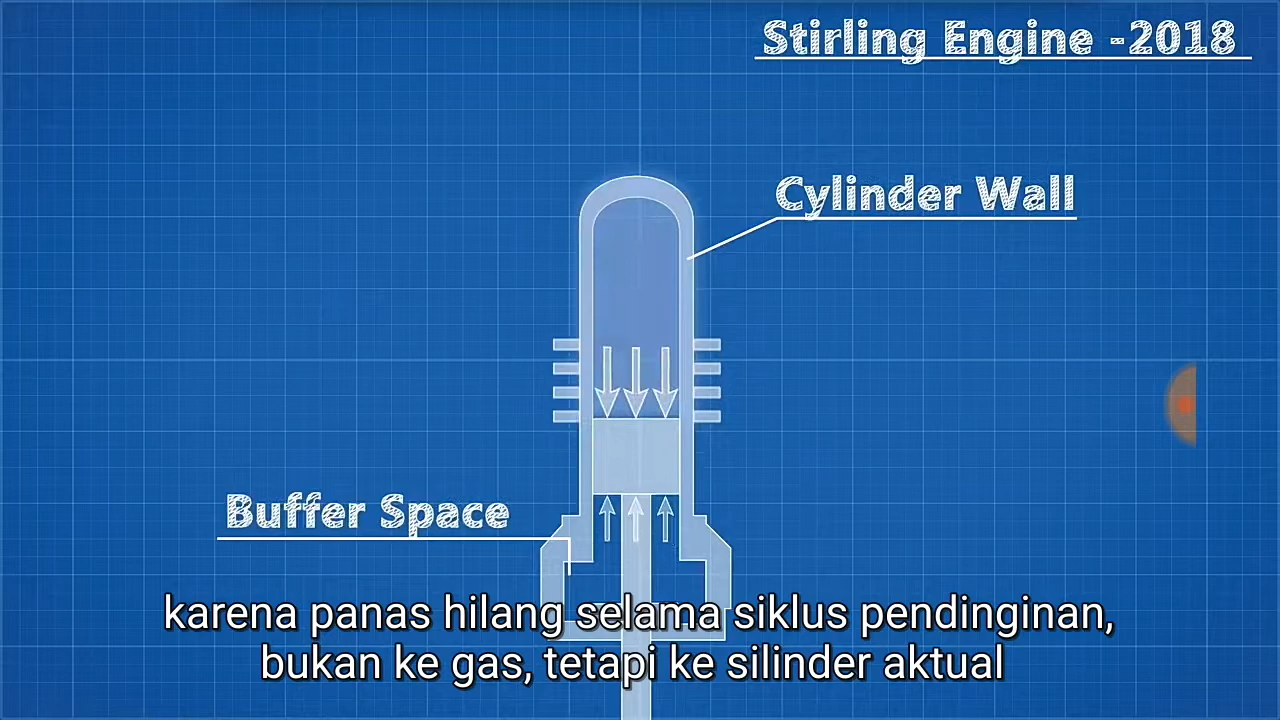 Stirling Engine -2018
Cylinder Wall
Buffer Space
karena panas hilang selama siklus pendinginan,
bukan ke gas, tetapi ke silinder aktual